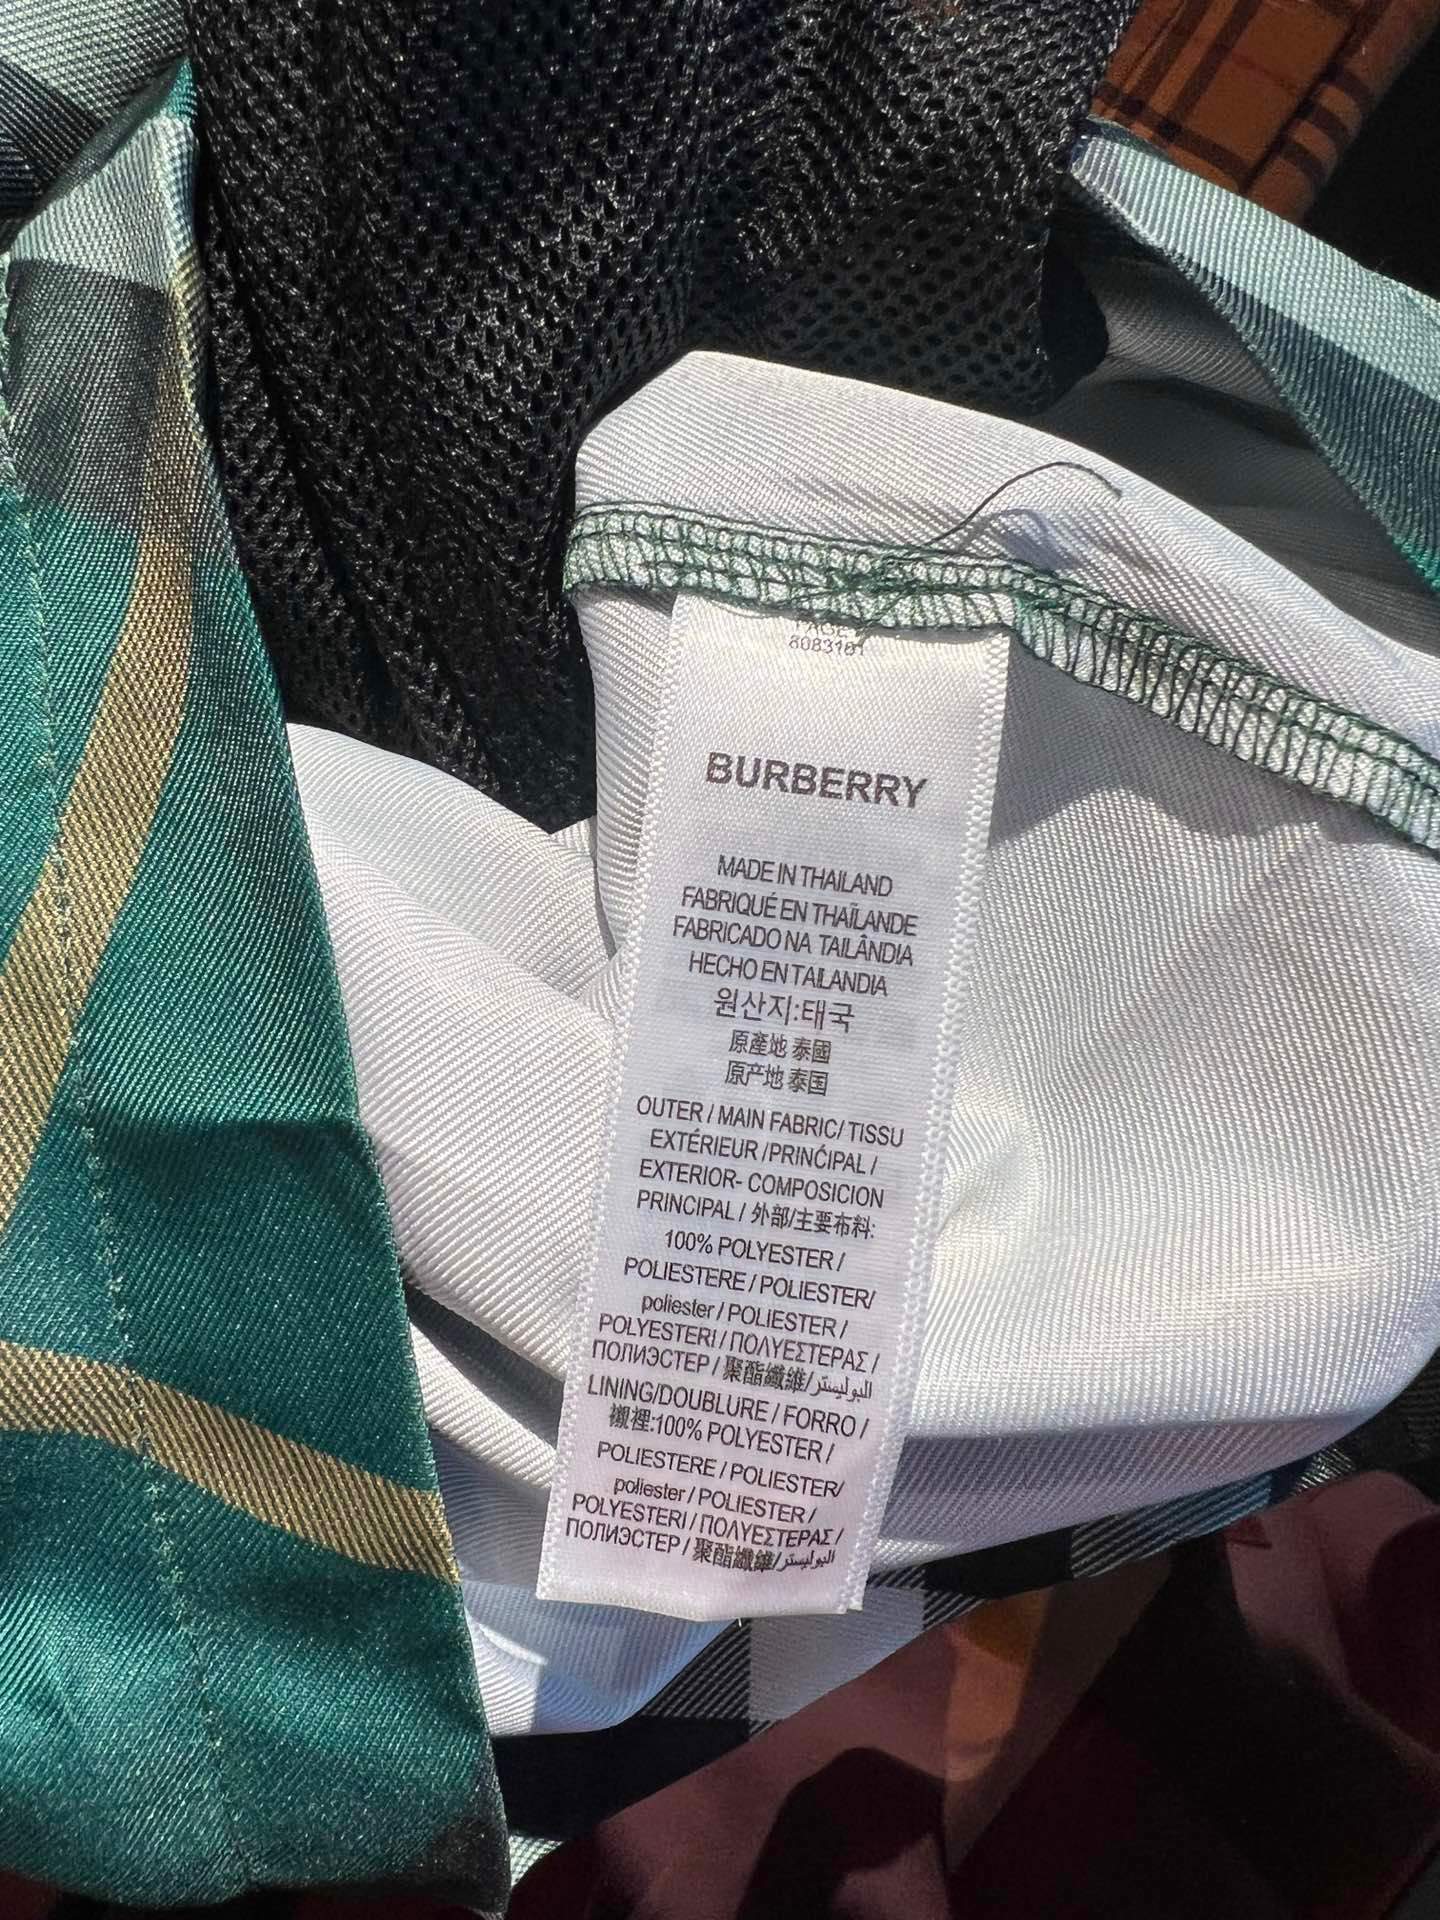 8083101
BURBERRY
MADE IN THAILAND
FABRIQUÉ EN THAÏLANDE
FABRICADO NA TAILÂNDIA
HECHO EN TAILANDIA
원산지:태국
原產地 泰國
原产地 泰国
OUTER / MAIN FABRIC/ TISSU
EXTÉRIEUR /PRINĆIPAL /
EXTERIOR- COMPOSICION
PRINCIPAL / 外部/主要布料:
100% POLYESTER /
POLIESTERE / POLIESTER/
poliester / POLIESTER /
POLYESTERI / ΠΟΛΥΕΣΤΕΡΑΣ /
ПОЛИЭСТЕР / 聚酯纖維/البوليستر
LINING/DOUBLURE / FORRO /
襯裡:100% POLYESTER /
POLIESTERE / POLIESTER/
poliester / POLIESTER /
POLYESTERI / ΠΟΛΥΕΣΤΕΡΑΣ /
ПОЛИЭСТЕР / 聚酯纖維/البوليستر